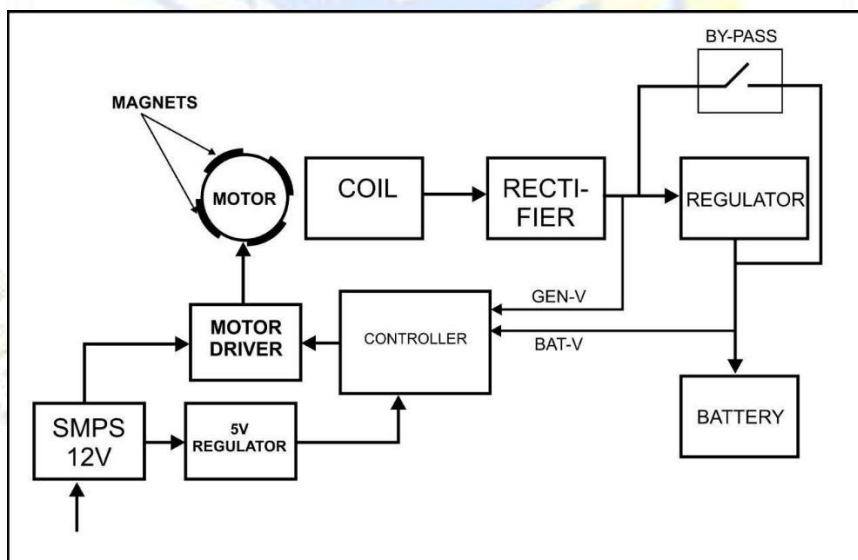 BY-PASS
MAGNETS
MOTOR
COIL
RECTI-
FIER
REGULATOR
GEN-V
BAT-V
MOTOR
DRIVER
CONTROLLER
BATTERY
SMPS
12V
5V
REGULATOR